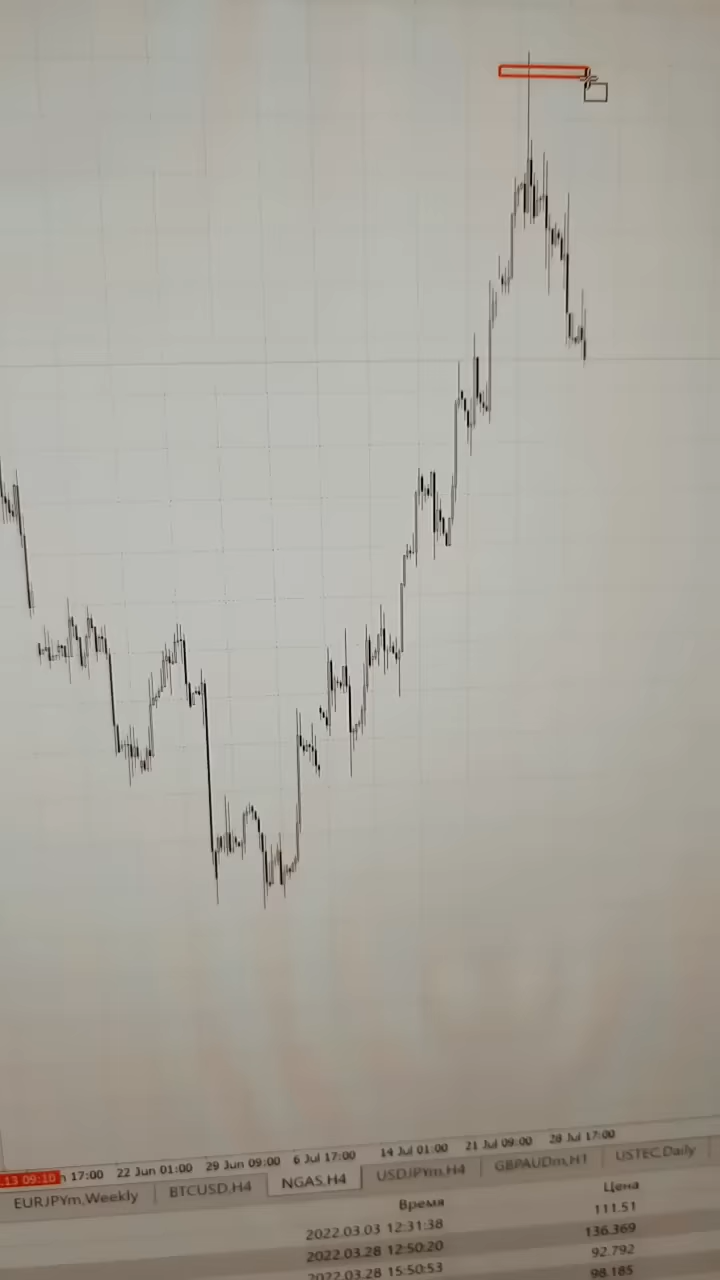 .13 09:10 n 17:00 22 Jun 01:00 29 Jun 09:00 6 Jul 17:00 14 Jul 01:00 21 Jul 09:00 28 Jul 17:00
EURJPYm,Weekly BTCUSD,H4 NGAS,H4 USDJPYm,H4 GBPAUDm,H1 USTEC,Daily
Время Цена
2022.03.03 12:31:38 111.51
2022.03.28 12:50:20 136.369
2022.03.28 15:50:53 92.792
98.185